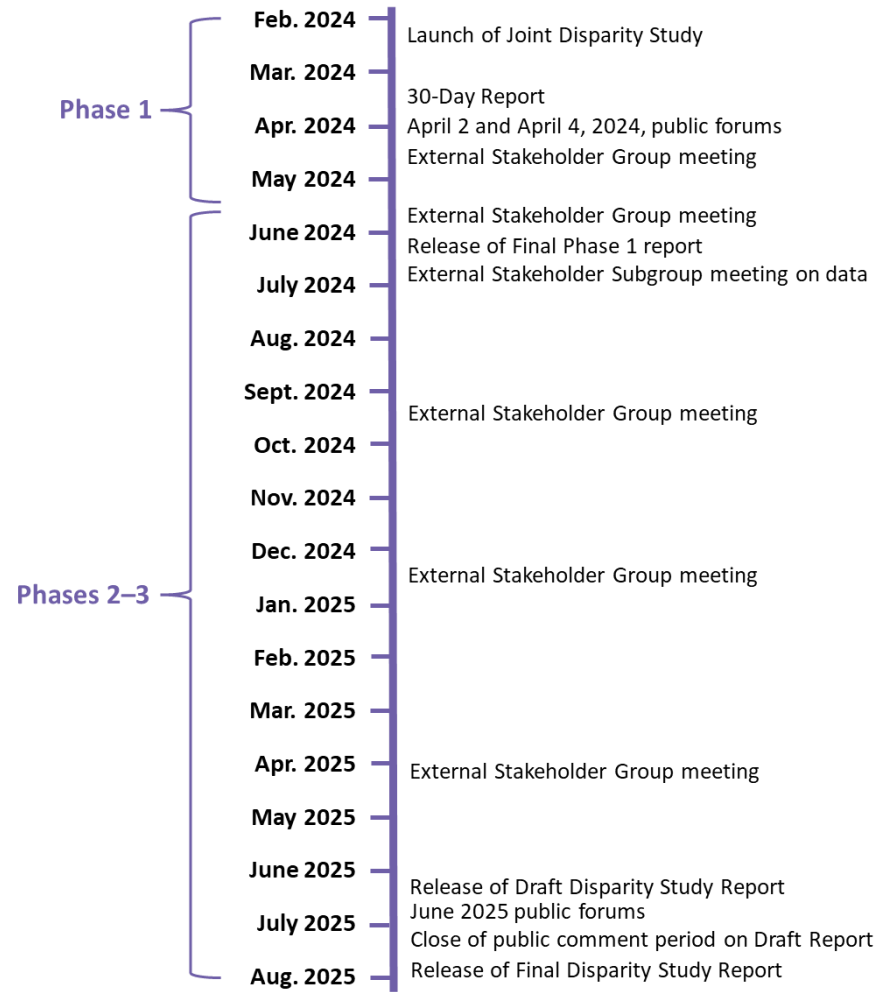 Feb. 2024
Launch of Joint Disparity Study
Mar. 2024
30-Day Report
Phase 1
Apr. 2024
April 2 and April 4, 2024, public forums
External Stakeholder Group meeting
May 2024
External Stakeholder Group meeting
June 2024
Release of Final Phase 1 report
External Stakeholder Subgroup meeting on data
July 2024
Aug. 2024
Sept. 2024
External Stakeholder Group meeting
Oct. 2024
Nov. 2024
Dec. 2024
External Stakeholder Group meeting
Phases 2–3
Jan. 2025
Feb. 2025
Mar. 2025
Apr. 2025
External Stakeholder Group meeting
May 2025
June 2025
Release of Draft Disparity Study Report
June 2025 public forums
July 2025
Close of public comment period on Draft Report
Release of Final Disparity Study Report
Aug. 2025